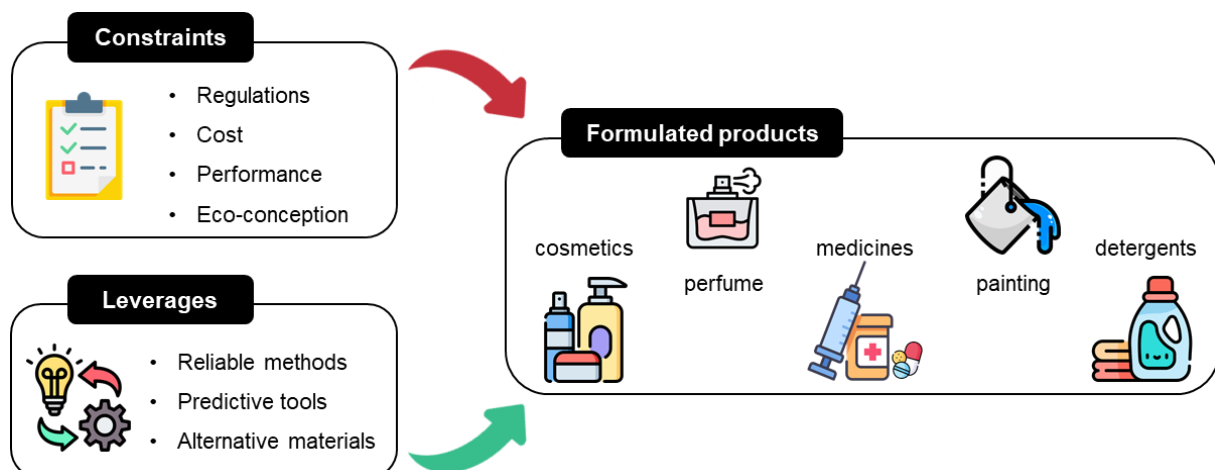 Constraints
• Regulations
• Cost
• Performance
• Eco-conception
Leverages
• Reliable methods
• Predictive tools
• Alternative materials
Formulated products
cosmetics
perfume
medicines
painting
detergents